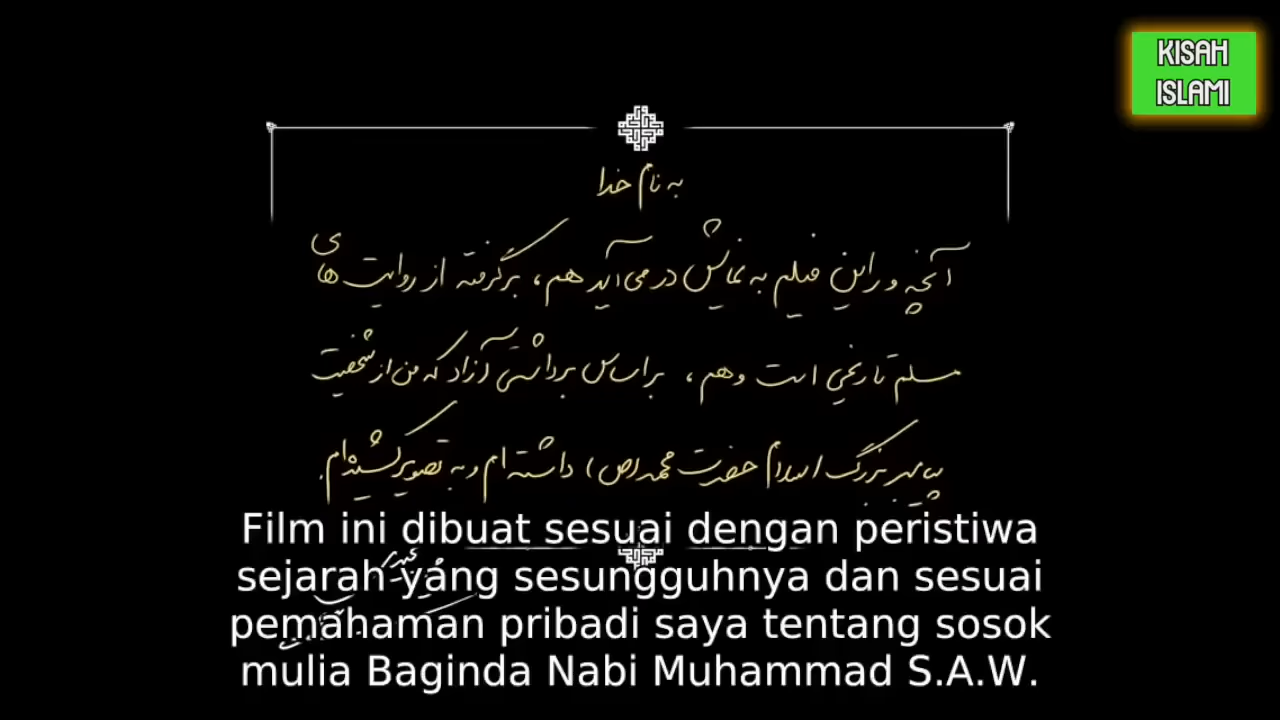 KISAH
ISLAMI
به نام خدا
آنچه در این فیلم به نمایش در می‌آید هم، برگرفته از روایت های
مسلم تاریخی است و هم، براساس برداشتی آزاد که من از شخصیت
پیامبر بزرگ اسلام حضرت محمد (ص) داشته‌ام و به تصویر کشیده‌ام.
Film ini dibuat sesuai dengan peristiwa
sejarah yang sesungguhnya dan sesuai
pemahaman pribadi saya tentang sosok
mulia Baginda Nabi Muhammad S.A.W.